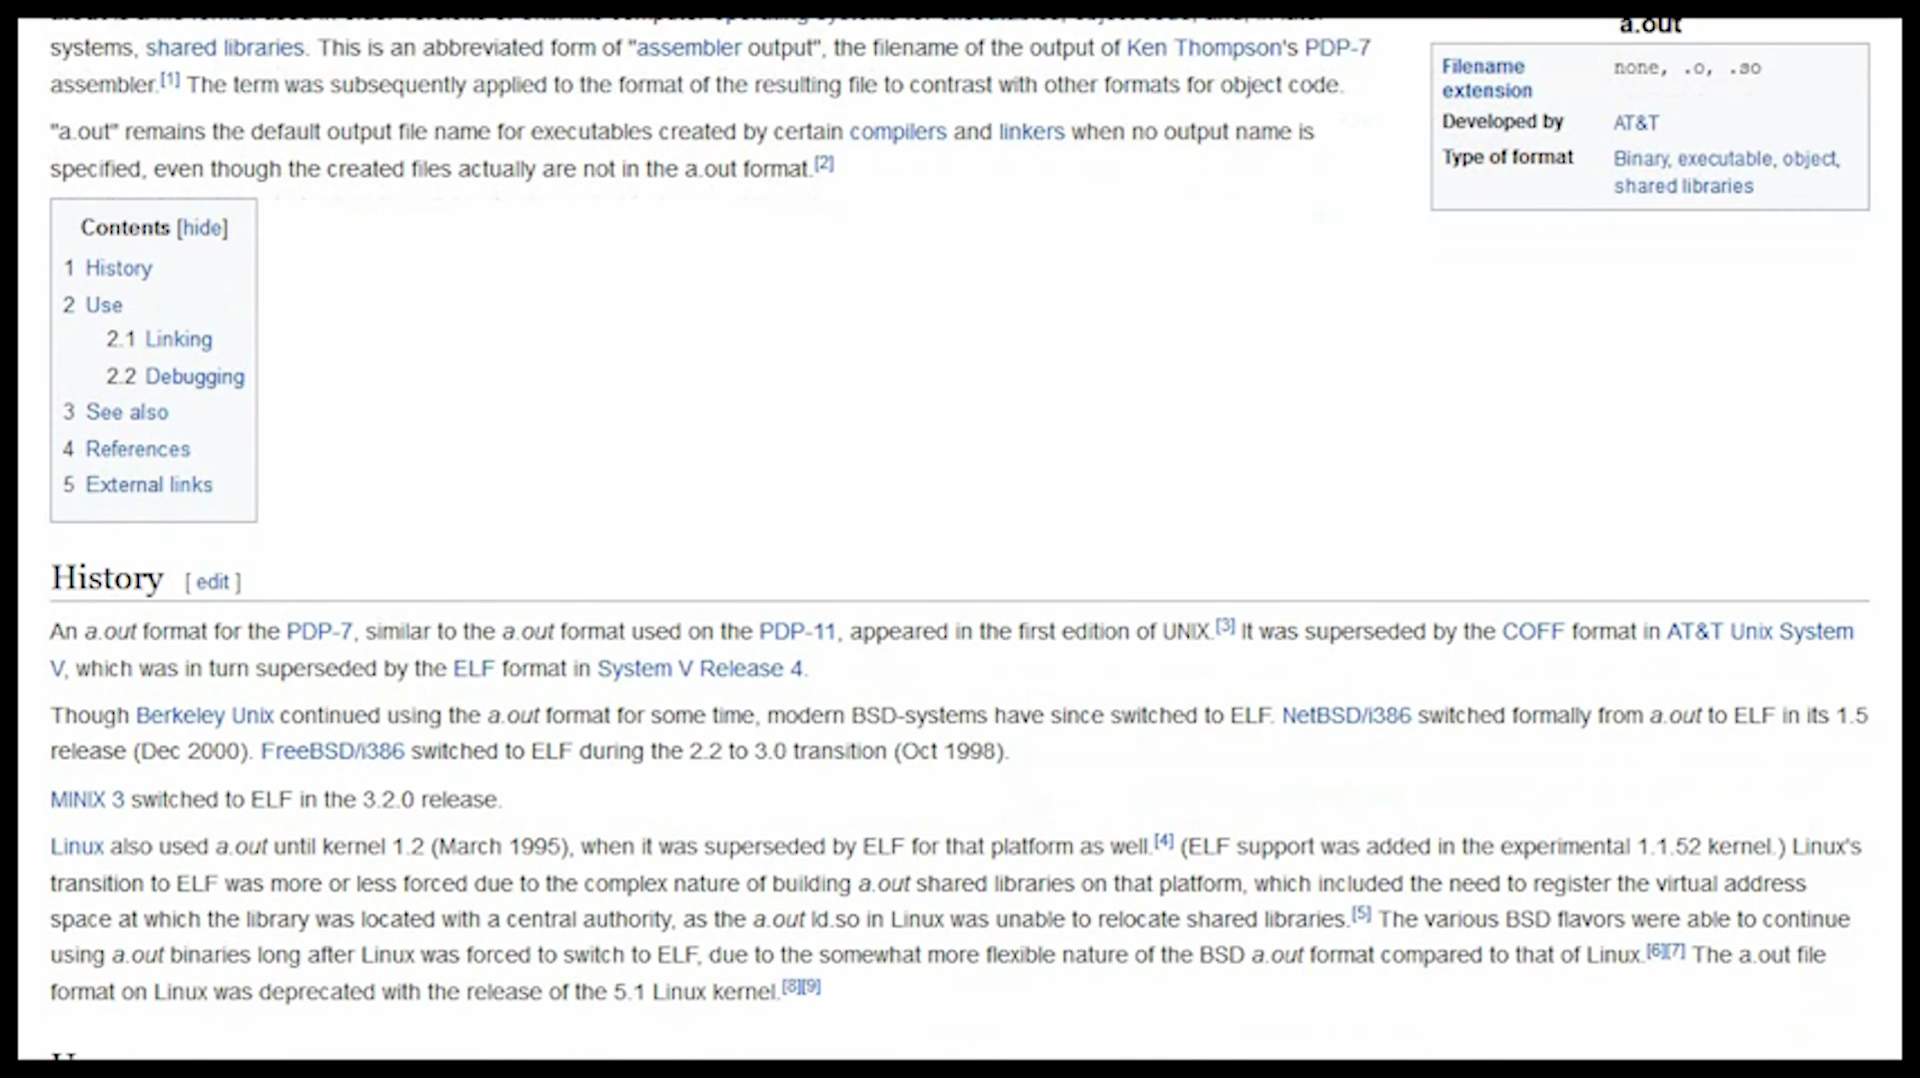 systems, shared libraries. This is an abbreviated form of "assembler output", the filename of the output of Ken Thompson's PDP-7
assembler.[1] The term was subsequently applied to the format of the resulting file to contrast with other formats for object code.
"a.out" remains the default output file name for executables created by certain compilers and linkers when no output name is
specified, even though the created files actually are not in the a.out format.[2]
a.out
Filename extension none, .o, .so
Developed by AT&T
Type of format Binary, executable, object,
shared libraries
Contents [hide]
1 History
2 Use
2.1 Linking
2.2 Debugging
3 See also
4 References
5 External links
History [ edit ]
An a.out format for the PDP-7, similar to the a.out format used on the PDP-11, appeared in the first edition of UNIX.[3] It was superseded by the COFF format in AT&T Unix System
V, which was in turn superseded by the ELF format in System V Release 4.
Though Berkeley Unix continued using the a.out format for some time, modern BSD-systems have since switched to ELF. NetBSD/i386 switched formally from a.out to ELF in its 1.5
release (Dec 2000). FreeBSD/i386 switched to ELF during the 2.2 to 3.0 transition (Oct 1998).
MINIX 3 switched to ELF in the 3.2.0 release.
Linux also used a.out until kernel 1.2 (March 1995), when it was superseded by ELF for that platform as well.[4] (ELF support was added in the experimental 1.1.52 kernel.) Linux's
transition to ELF was more or less forced due to the complex nature of building a.out shared libraries on that platform, which included the need to register the virtual address
space at which the library was located with a central authority, as the a.out ld.so in Linux was unable to relocate shared libraries.[5] The various BSD flavors were able to continue
using a.out binaries long after Linux was forced to switch to ELF, due to the somewhat more flexible nature of the BSD a.out format compared to that of Linux.[6][7] The a.out file
format on Linux was deprecated with the release of the 5.1 Linux kernel.[8][9]